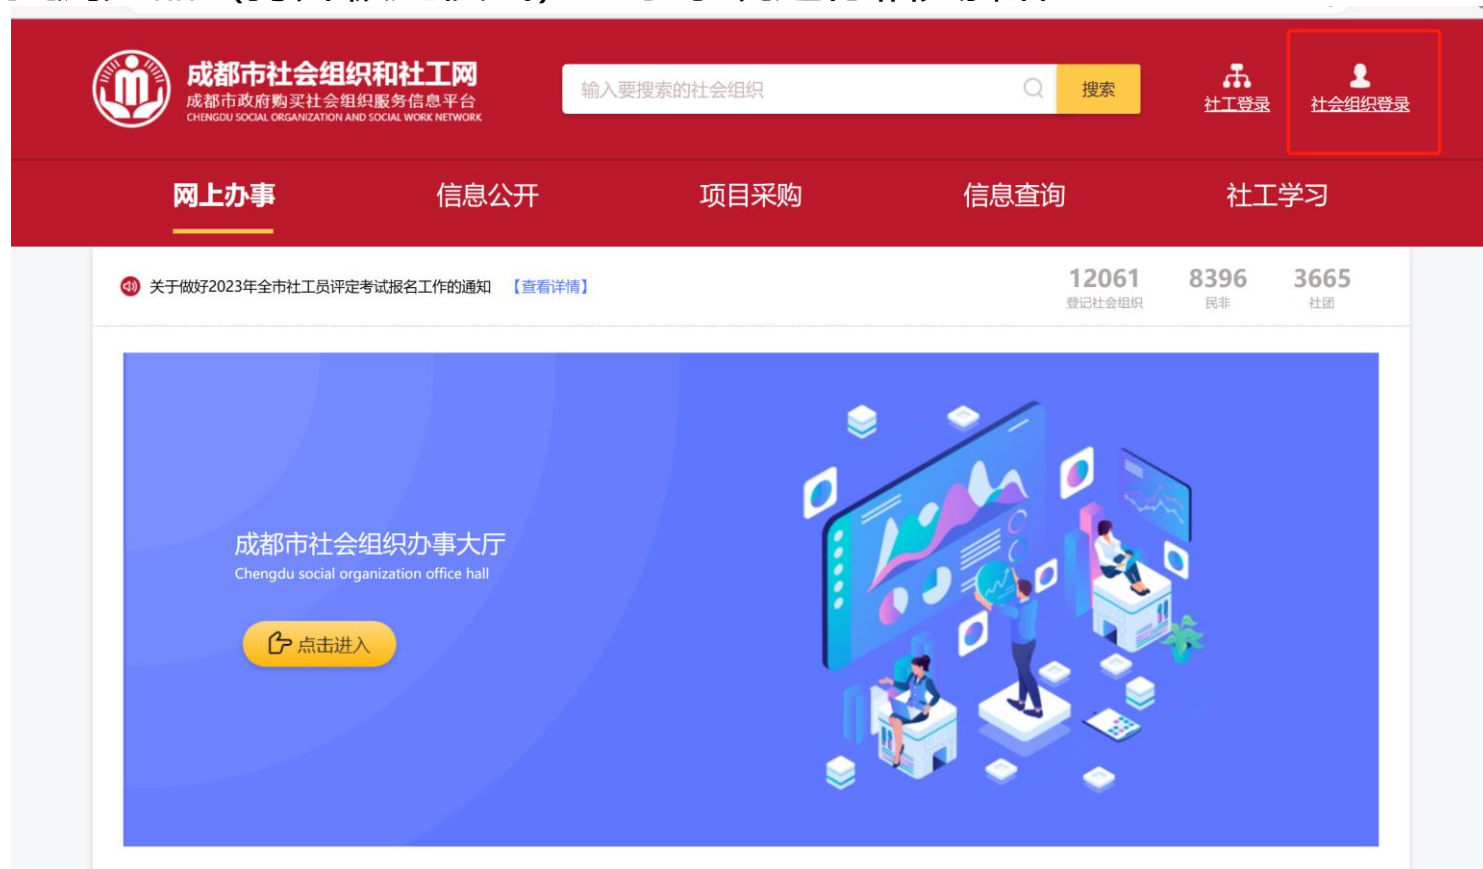 成都市社会组织和社工网
成都市政府购买社会组织服务信息平台
CHENGDU SOCIAL ORGANIZATION AND SOCIAL WORK NETWORK
输入要搜索的社会组织
搜索
社工登录
社会组织登录
网上办事
信息公开
项目采购
信息查询
社工学习
关于做好2023年全市社工员评定考试报名工作的通知 【查看详情】
12061
登记社会组织
8396
民非
3665
社团
成都市社会组织办事大厅
Chengdu social organization office hall
点击进入